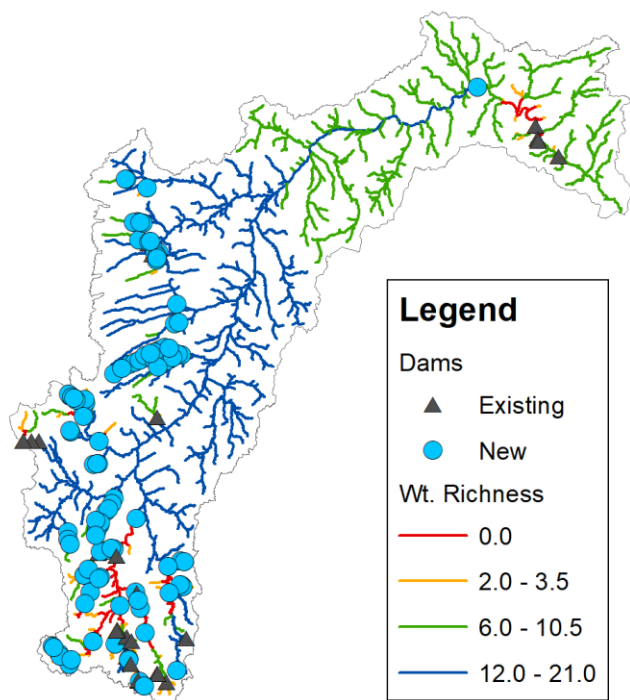 Legend
Dams
Existing
New
Wt. Richness
0.0
2.0 - 3.5
6.0 - 10.5
12.0 - 21.0